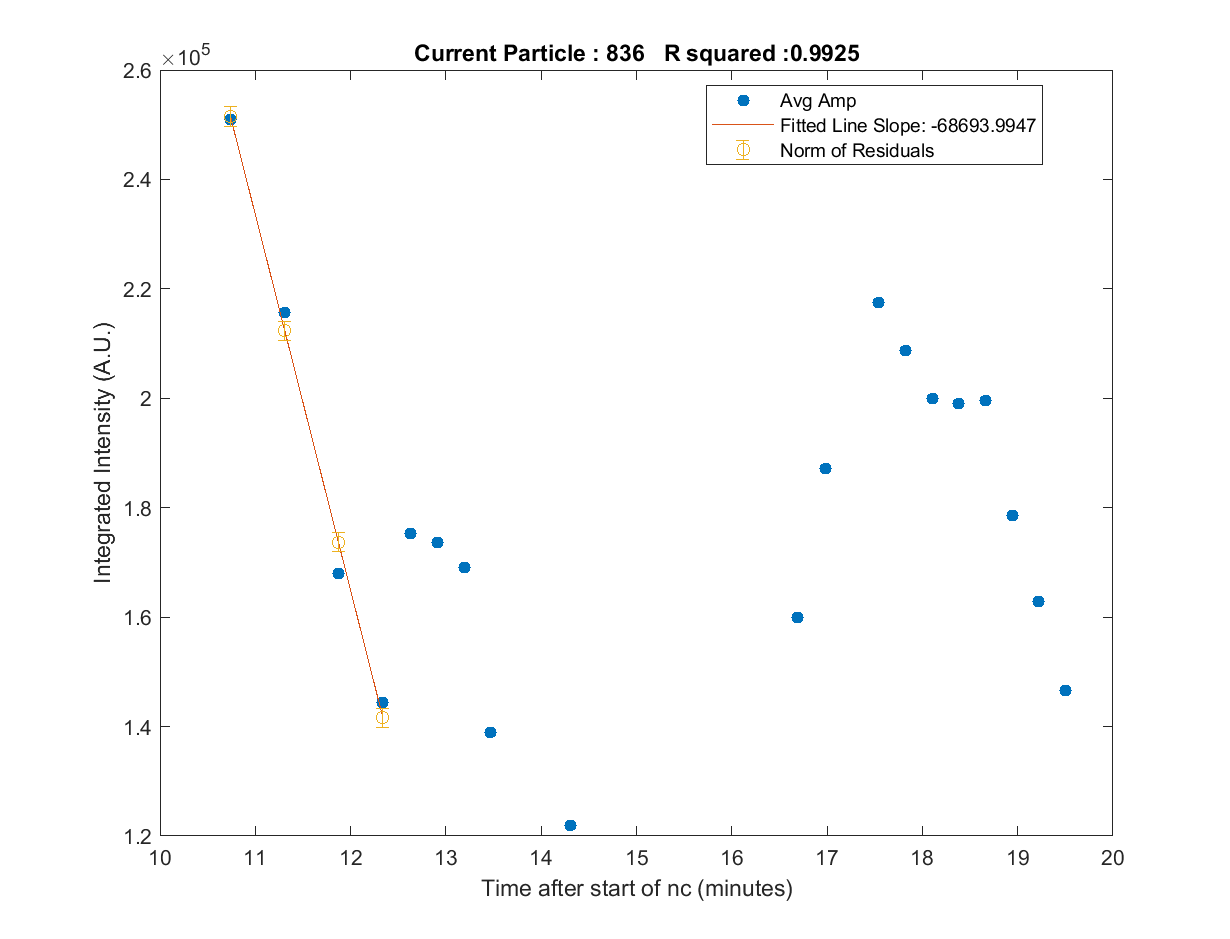 Current Particle : 836   R squared :0.9925
×10^5
2.6
2.4
2.2
2
1.8
1.6
1.4
1.2
Integrated Intensity (A.U.)
Avg Amp
Fitted Line Slope: -68693.9947
Norm of Residuals
10 11 12 13 14 15 16 17 18 19 20
Time after start of nc (minutes)